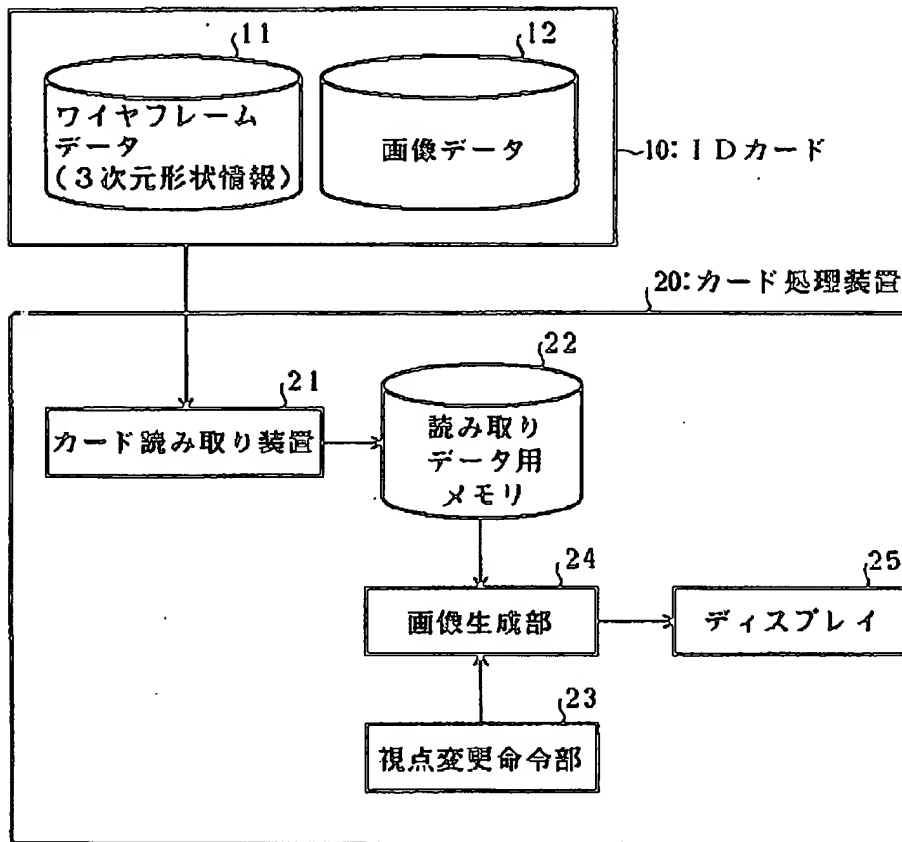 11
12
ワイヤフレーム
データ
(3次元形状情報)
画像データ
10: IDカード
20:カード処理装置
21
カード読み取り装置
22
読み取り
データ用
メモリ
24
画像生成部
25
ディスプレイ
23
視点変更命令部